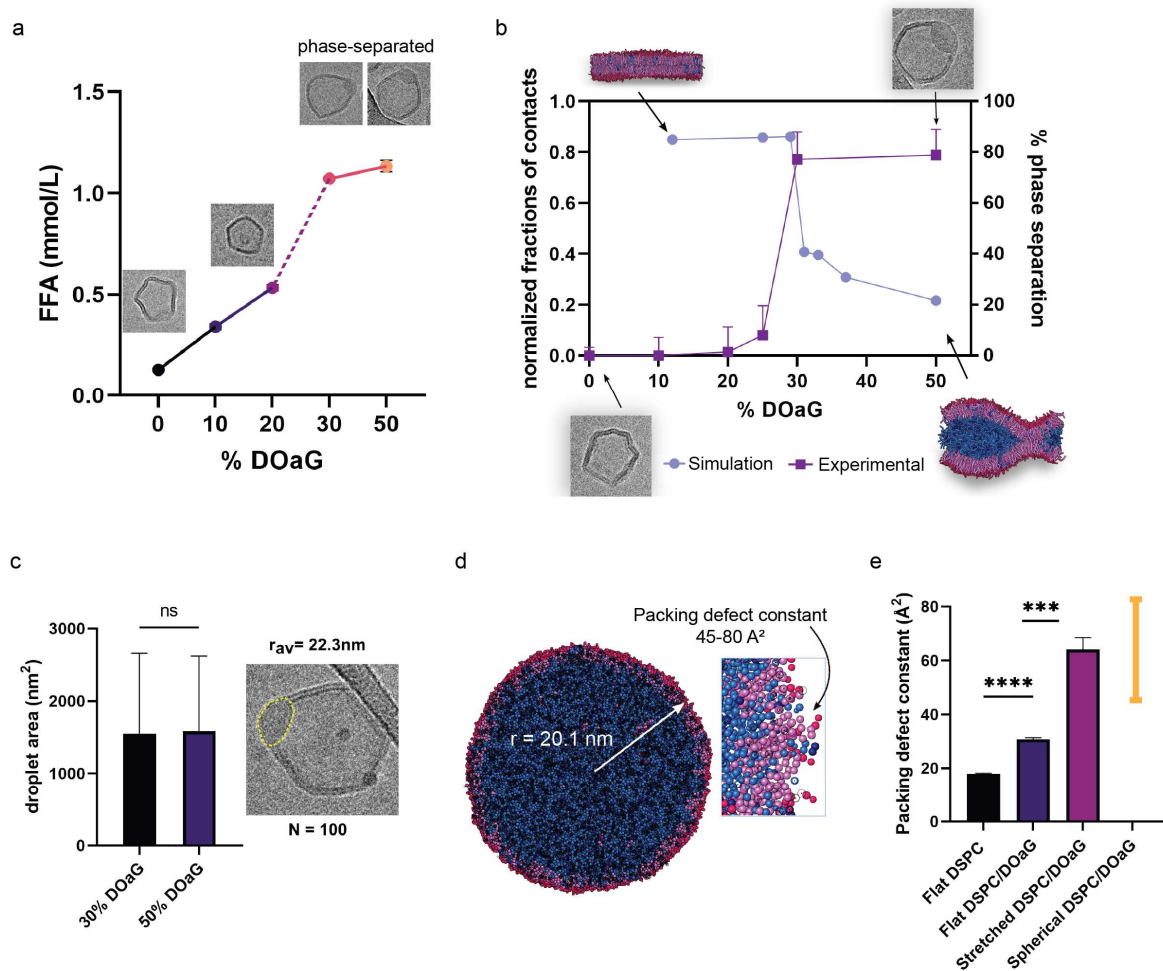 a
phase-separated
FFA (mmol/L)
1.5
1.0
0.5
0.0
0 10 20 30 50
% DOaG
b
normalized fractions of contacts
1.0
0.8
0.6
0.4
0.2
0.0
100
80
60
40
20
0
% phase separation
0 10 20 30 40 50
% DOaG
Simulation
Experimental
c
droplet area (nm²)
3000
2000
1000
0
ns
30% DOaG
50% DOaG
rav= 22.3nm
N = 100
d
r = 20.1 nm
Packing defect constant
45-80 A²
e
Packing defect constant (Å²)
80
60
40
20
0
****
***
Flat DSPC
Flat DSPC/DOaG
Stretched DSPC/DOaG
Spherical DSPC/DOaG